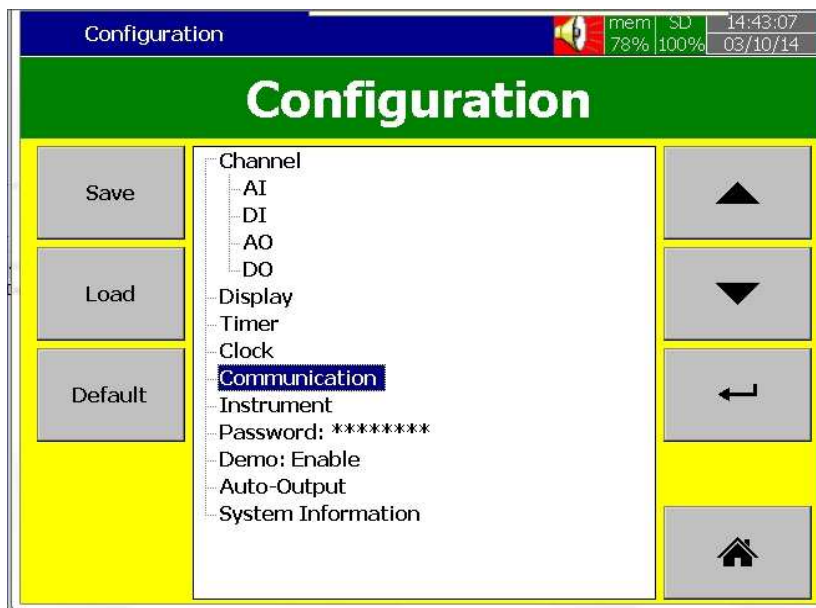 Configuration
mem SD 14:43:07
78% 100% 03/10/14
Configuration
Save
Load
Default
Channel
AI
DI
AO
DO
Display
Timer
Clock
Communication
Instrument
Password: ********
Demo: Enable
Auto-Output
System Information